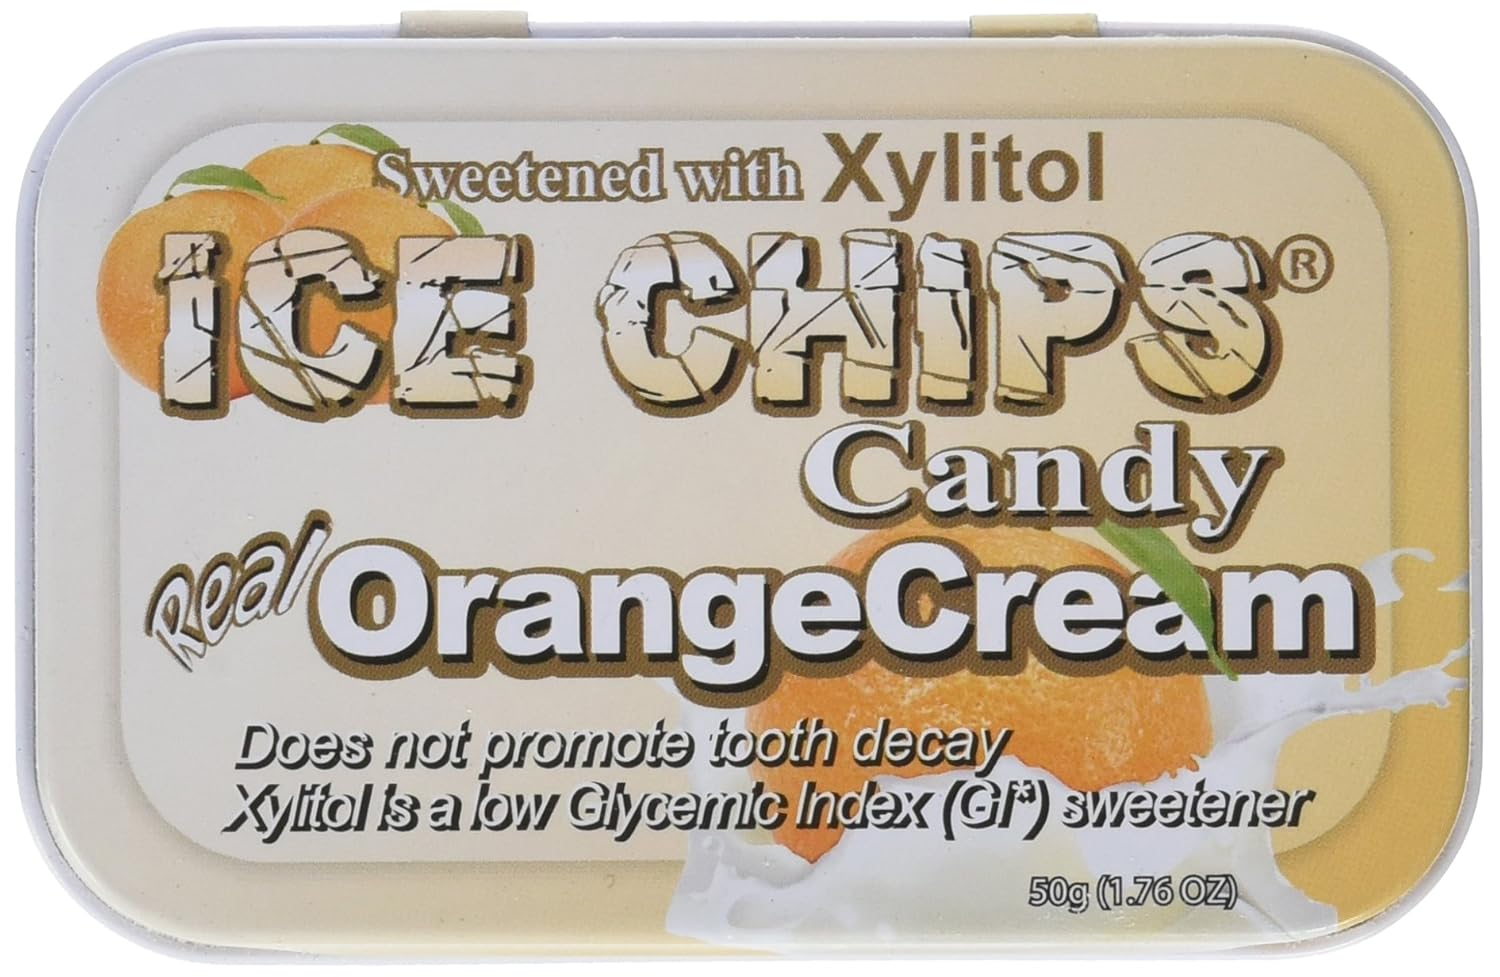 Sweetened with Xylitol
ICE CHIPS®
Candy
Real OrangeCream
Does not promote tooth decay
Xylitol is a low Glycemic Index (GI*) sweetener
50g (1.76 OZ)